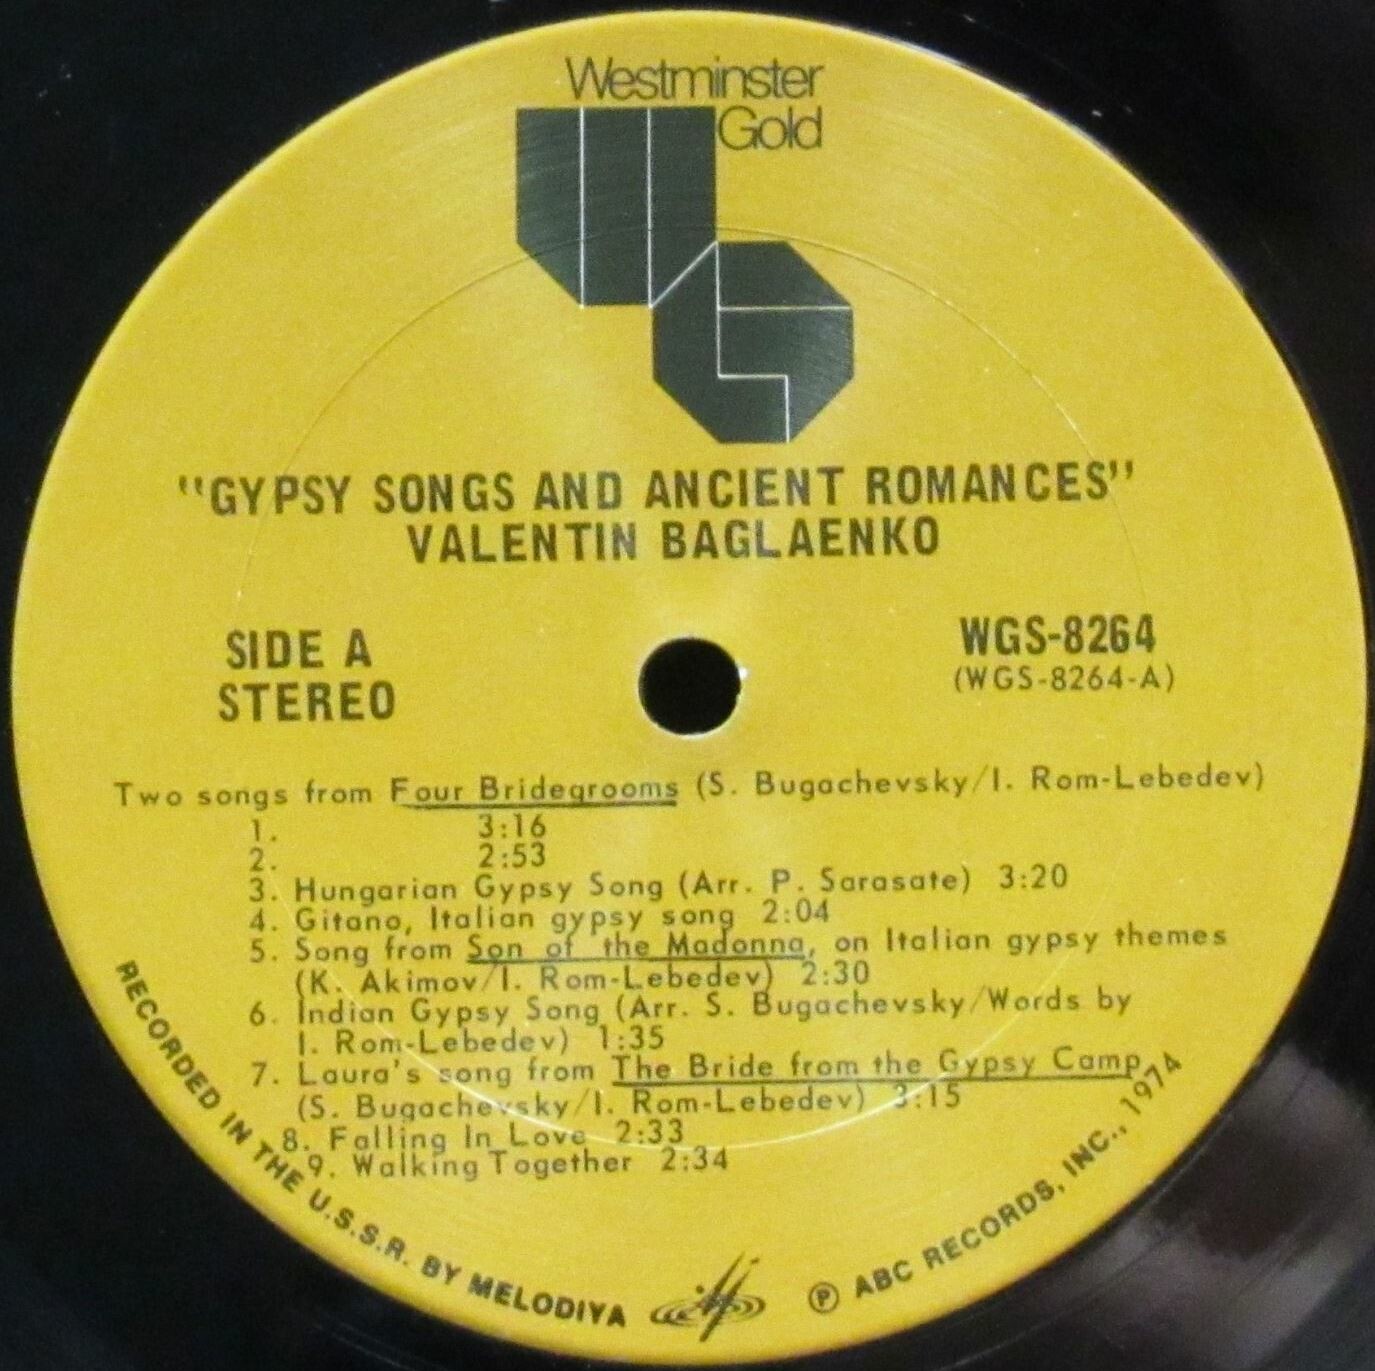 Westminster
Gold
"GYPSY SONGS AND ANCIENT ROMANCES"
VALENTIN BAGLAENKO
SIDE A
STEREO
WGS-8264
(WGS-8264-A)
Two songs from Four Bridegrooms (S. Bugachevsky/I. Rom-Lebedev)
1. 3:16
2. 2:53
3. Hungarian Gypsy Song (Arr. P. Sarasate) 3:20
4. Gitano, Italian gypsy song 2:04
5. Song from Son of the Madonna, on Italian gypsy themes
(K. Akimov/I. Rom-Lebedev) 2:30
6. Indian Gypsy Song (Arr. S. Bugachevsky/Words by
I. Rom-Lebedev) 1:35
7. Laura's song from The Bride from the Gypsy Camp
(S. Bugachevsky/I. Rom-Lebedev) 3:15
8. Falling In Love 2:33
9. Walking Together 2:34
RECORDED IN THE U.S.S.R. BY MELODIYA
Ⓟ ABC RECORDS, INC., 1974